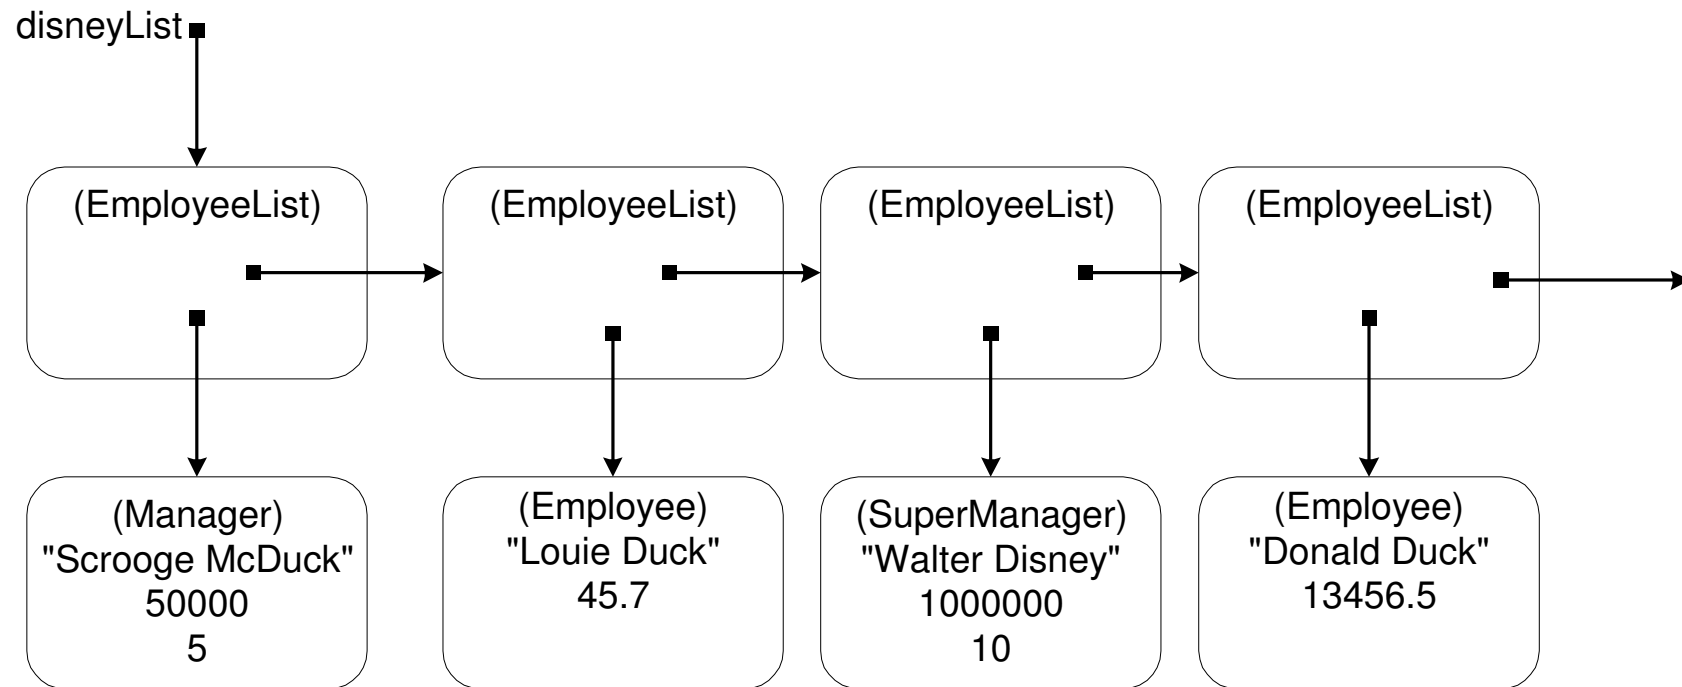 disneyList
(EmployeeList)
(EmployeeList)
(EmployeeList)
(EmployeeList)
(Manager)
"Scrooge McDuck"
50000
5
(Employee)
"Louie Duck"
45.7
(SuperManager)
"Walter Disney"
1000000
10
(Employee)
"Donald Duck"
13456.5